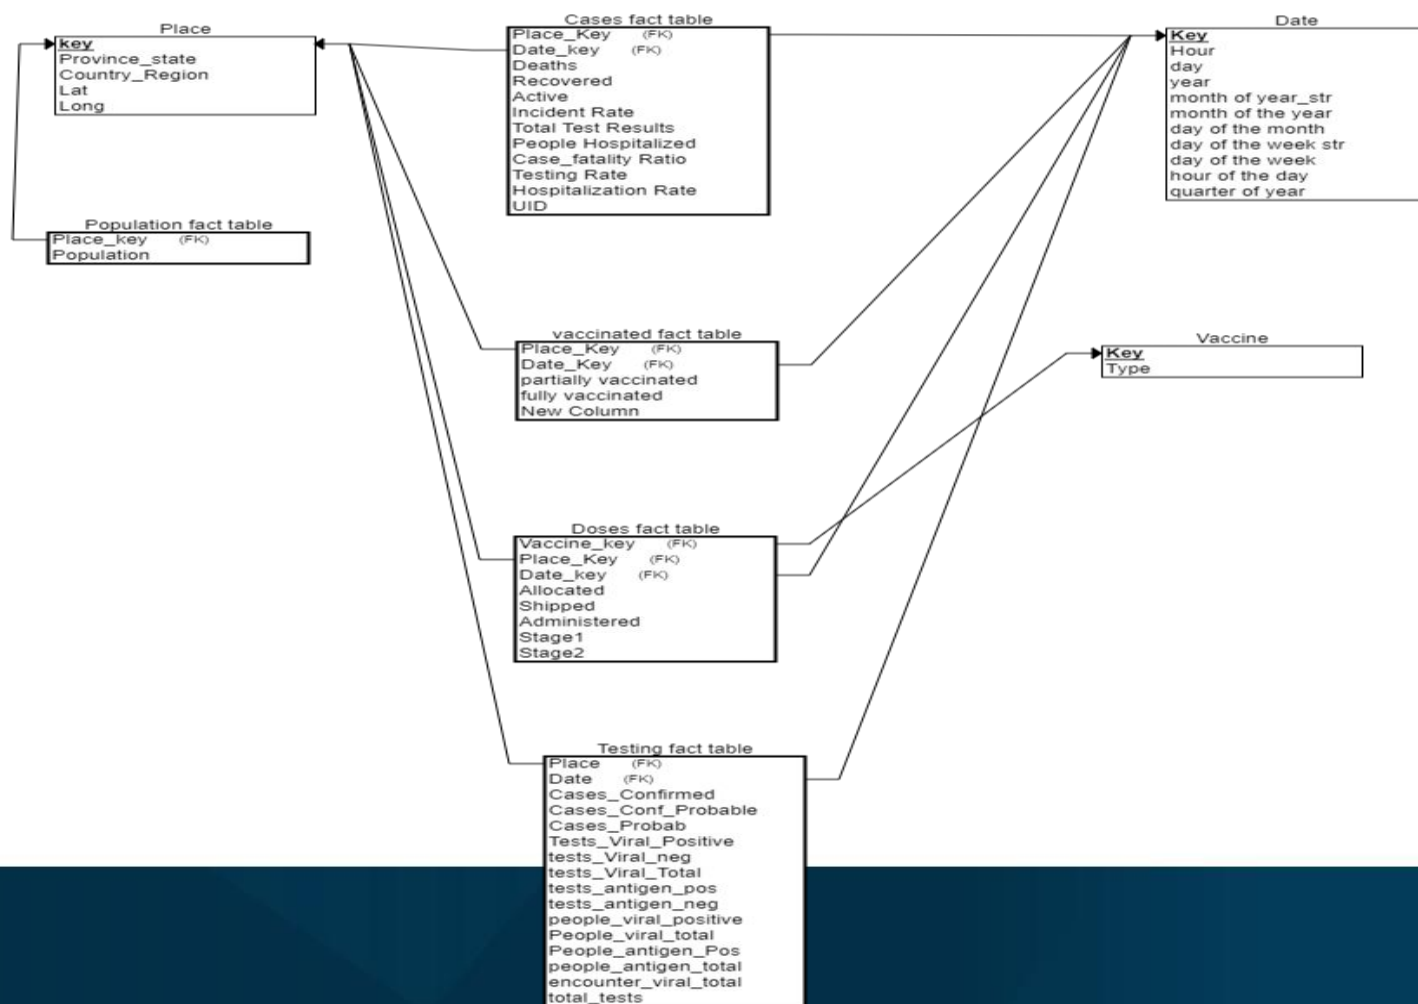 Place
key
Province_state
Country_Region
Lat
Long
Population fact table
Place_key (FK)
Population
Cases fact table
Place_Key (FK)
Date_key (FK)
Deaths
Recovered
Active
Incident Rate
Total Test Results
People Hospitalized
Case_fatality Ratio
Testing Rate
Hospitalization Rate
UID
Date
Key
Hour
day
year
month of year_str
month of the year
day of the month
day of the week str
day of the week
hour of the day
quarter of year
vaccinated fact table
Place_Key (FK)
Date_Key (FK)
partially vaccinated
fully vaccinated
New Column
Vaccine
Key
Type
Doses fact table
Vaccine_key (FK)
Place_Key (FK)
Date_key (FK)
Allocated
Shipped
Administered
Stage1
Stage2
Testing fact table
Place (FK)
Date (FK)
Cases_Confirmed
Cases_Conf_Probable
Cases_Probab
Tests_Viral_Positive
tests_Viral_neg
tests_Viral_Total
tests_antigen_pos
tests_antigen_neg
people_viral_positive
People_viral_total
People_antigen_Pos
people_antigen_total
encounter_viral_total
total_tests